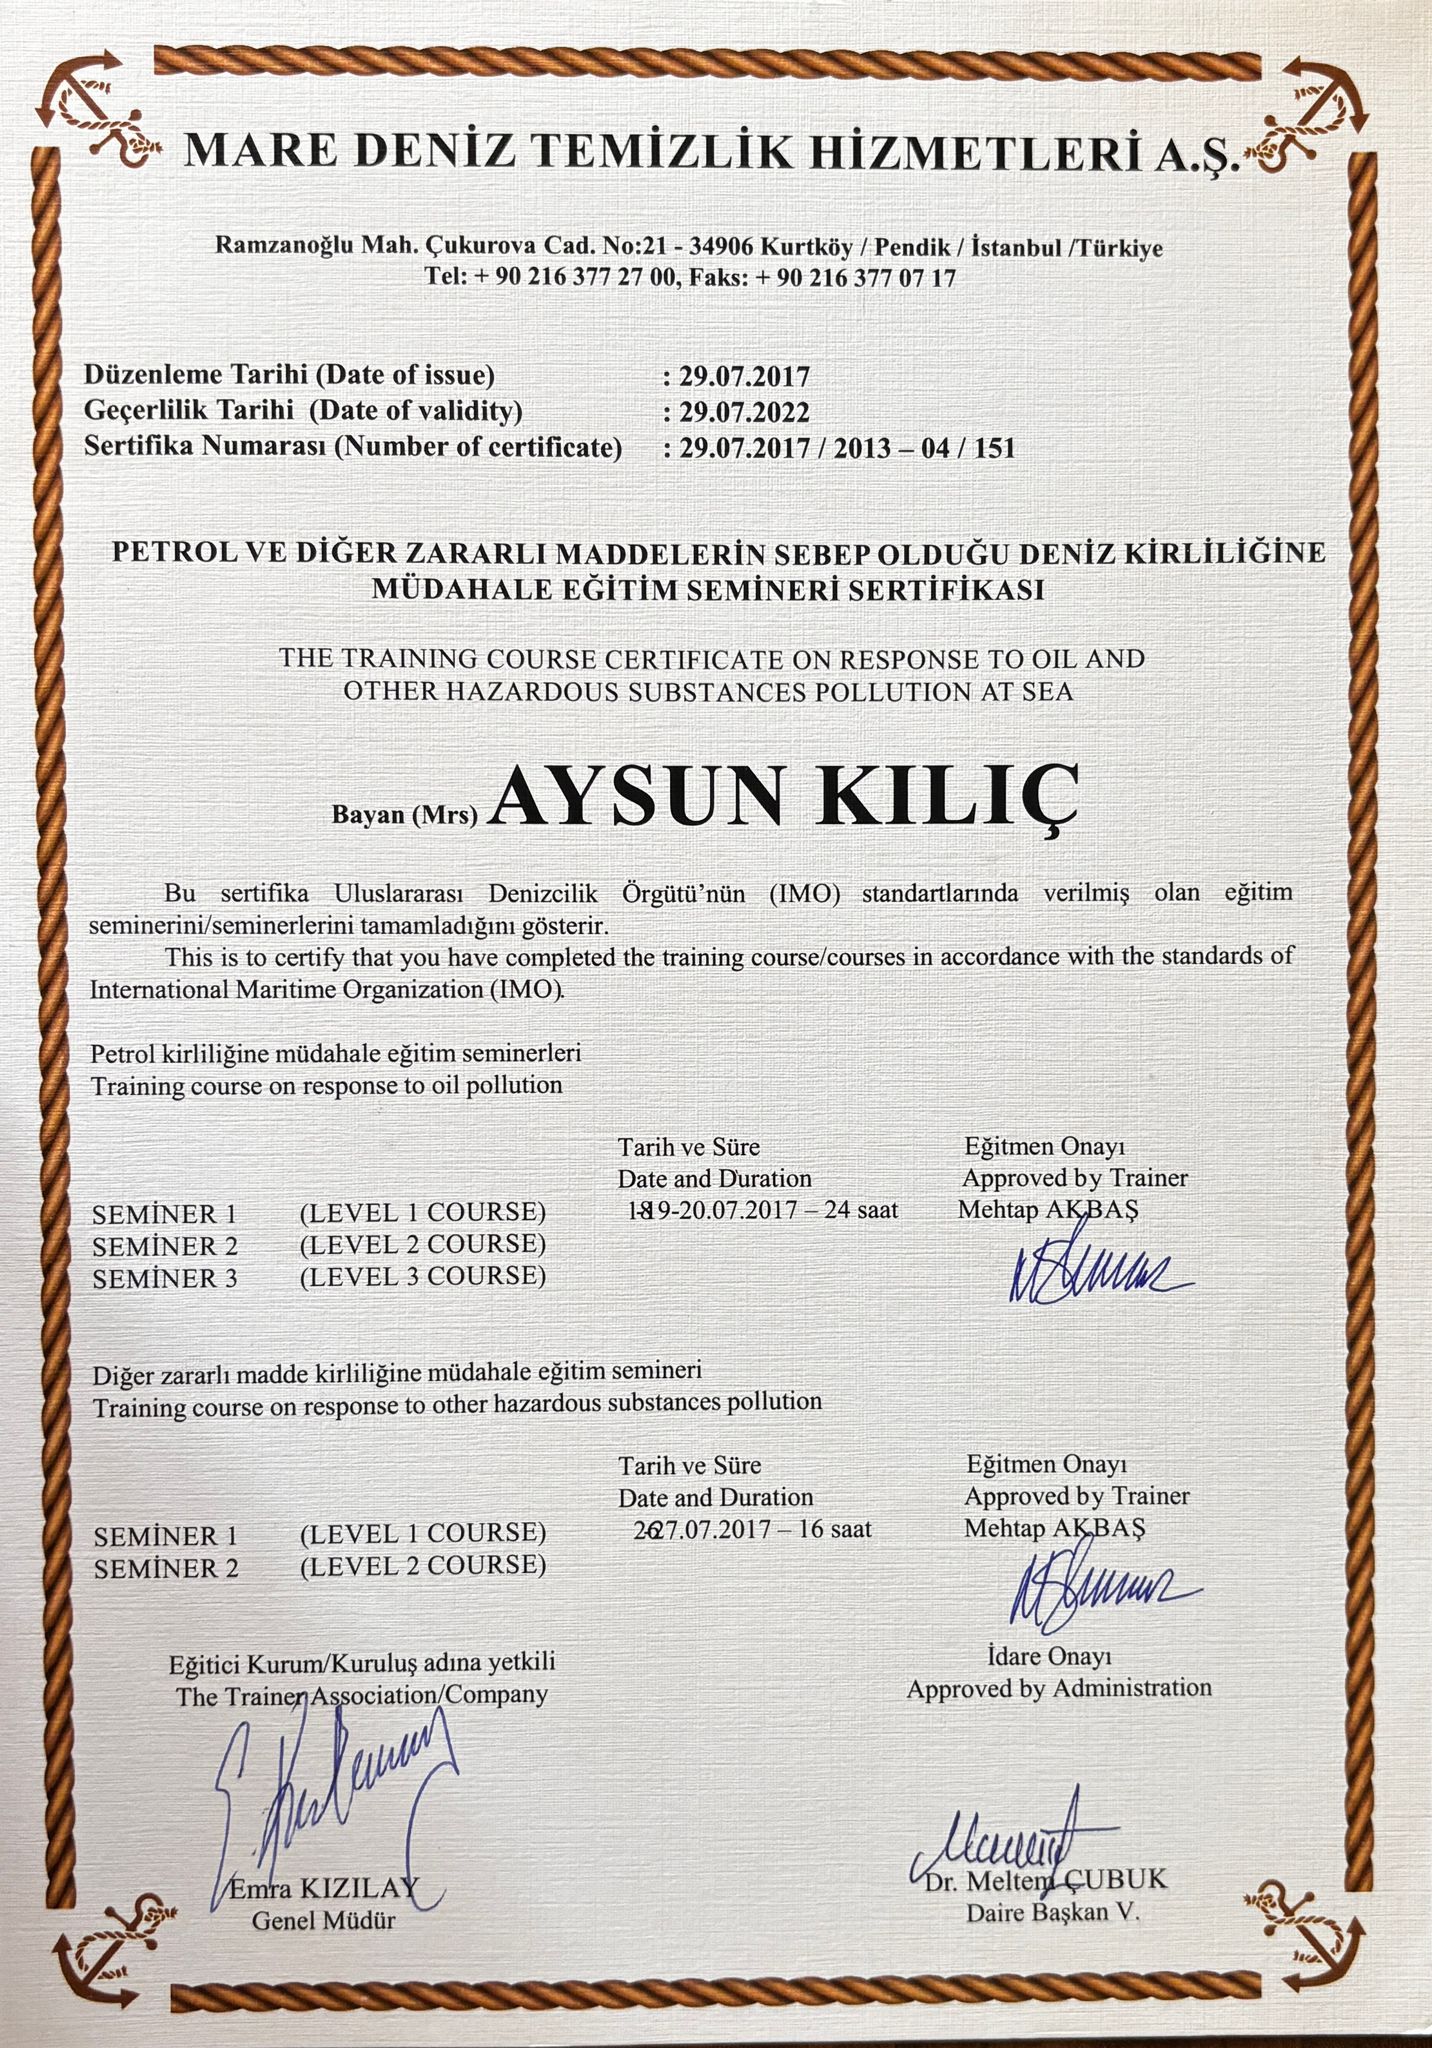 MARE DENİZ TEMİZLİK HİZMETLERİ A.Ş.
Ramzanoğlu Mah. Çukurova Cad. No:21 - 34906 Kurtköy / Pendik / İstanbul /Türkiye
Tel: + 90 216 377 27 00, Faks: + 90 216 377 07 17
Düzenleme Tarihi (Date of issue) : 29.07.2017
Geçerlilik Tarihi (Date of validity) : 29.07.2022
Sertifika Numarası (Number of certificate) : 29.07.2017 / 2013 – 04 / 151
PETROL VE DİĞER ZARARLI MADDELERİN SEBEP OLDUĞU DENİZ KİRLİLİĞİNE
MÜDAHALE EĞİTİM SEMİNERİ SERTİFİKASI
THE TRAINING COURSE CERTIFICATE ON RESPONSE TO OIL AND
OTHER HAZARDOUS SUBSTANCES POLLUTION AT SEA
Bayan (Mrs) AYSUN KILIÇ
Bu sertifika Uluslararası Denizcilik Örgütü’nün (IMO) standartlarında verilmiş olan eğitim
seminerini/seminerlerini tamamladığını gösterir.
This is to certify that you have completed the training course/courses in accordance with the standards of
International Maritime Organization (IMO).
Petrol kirliliğine müdahale eğitim seminerleri
Training course on response to oil pollution
Tarih ve Süre Eğitmen Onayı
Date and Duration Approved by Trainer
SEMİNER 1 (LEVEL 1 COURSE) 18-19-20.07.2017 – 24 saat Mehtap AKBAŞ
SEMİNER 2 (LEVEL 2 COURSE)
SEMİNER 3 (LEVEL 3 COURSE)
Diğer zararlı madde kirliliğine müdahale eğitim semineri
Training course on response to other hazardous substances pollution
Tarih ve Süre Eğitmen Onayı
Date and Duration Approved by Trainer
SEMİNER 1 (LEVEL 1 COURSE) 26-27.07.2017 – 16 saat Mehtap AKBAŞ
SEMİNER 2 (LEVEL 2 COURSE)
Eğitici Kurum/Kuruluş adına yetkili İdare Onayı
The Trainer Association/Company Approved by Administration
Emra KIZILAY Dr. Meltem ÇUBUK
Genel Müdür Daire Başkan V.